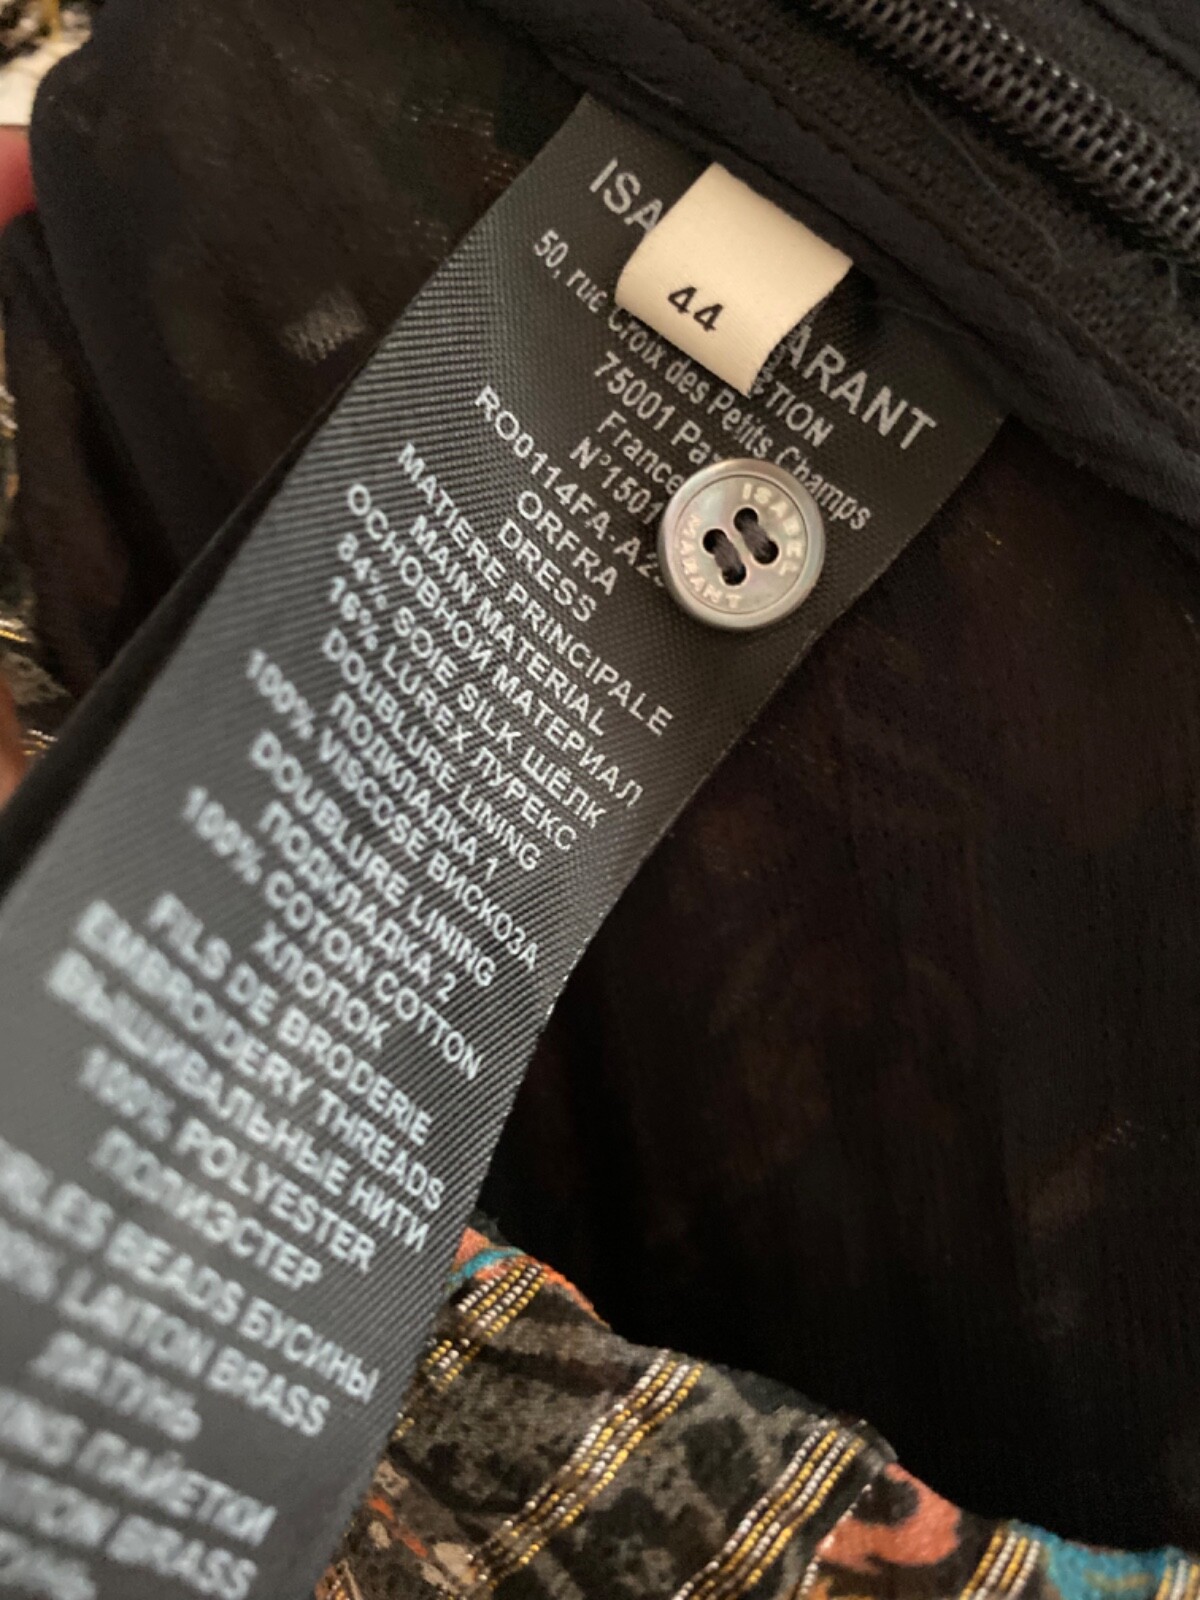 44
ISA ARANT
TION
50, rue Croix des Petits Champs
75001
France
N°1501
RO0114FA-A2
ORFRA
DRESS
MATIERE PRINCIPALE
MAIN MATERIAL
ОСНОВНОЙ МАТЕРИАЛ
84% SOIE SILK ШЁЛК
16% LUREX ЛУРЕКС
DOUBLURE LINING
ПОДКЛАДКА 1
100% VISCOSE ВИСКОЗА
DOUBLURE LINING
ПОДКЛАДКА 2
100% COTON COTTON
ХЛОПОК
FILS DE BRODERIE
EMBROIDERY THREADS
ВЫШИВАЛЬНЫЕ НИТИ
100% POLYESTER
ПОЛИЭСТЕР
RLES BEADS БУСИНЫ
LAITON BRASS
ЛАТУНЬ
ПАЙЕТКИ
BRASS
ISABEL
MARANT